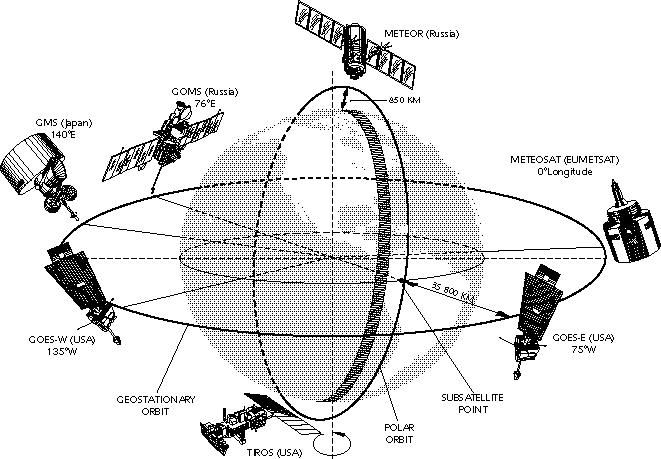 METEOR (Russia)
850 KM
GOMS (Russia)
76°E
GMS (Japan)
140°E
METEOSAT (EUMETSAT)
0°Longitude
35 800 KM
GOES-W (USA)
135°W
GOES-E (USA)
75°W
GEOSTATIONARY
ORBIT
SUBSATELLITE
POINT
POLAR
ORBIT
TIROS (USA)